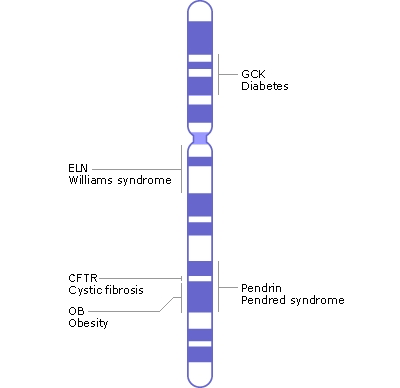 GCK
Diabetes
ELN
Williams syndrome
CFTR
Cystic fibrosis
Pendrin
Pendred syndrome
OB
Obesity